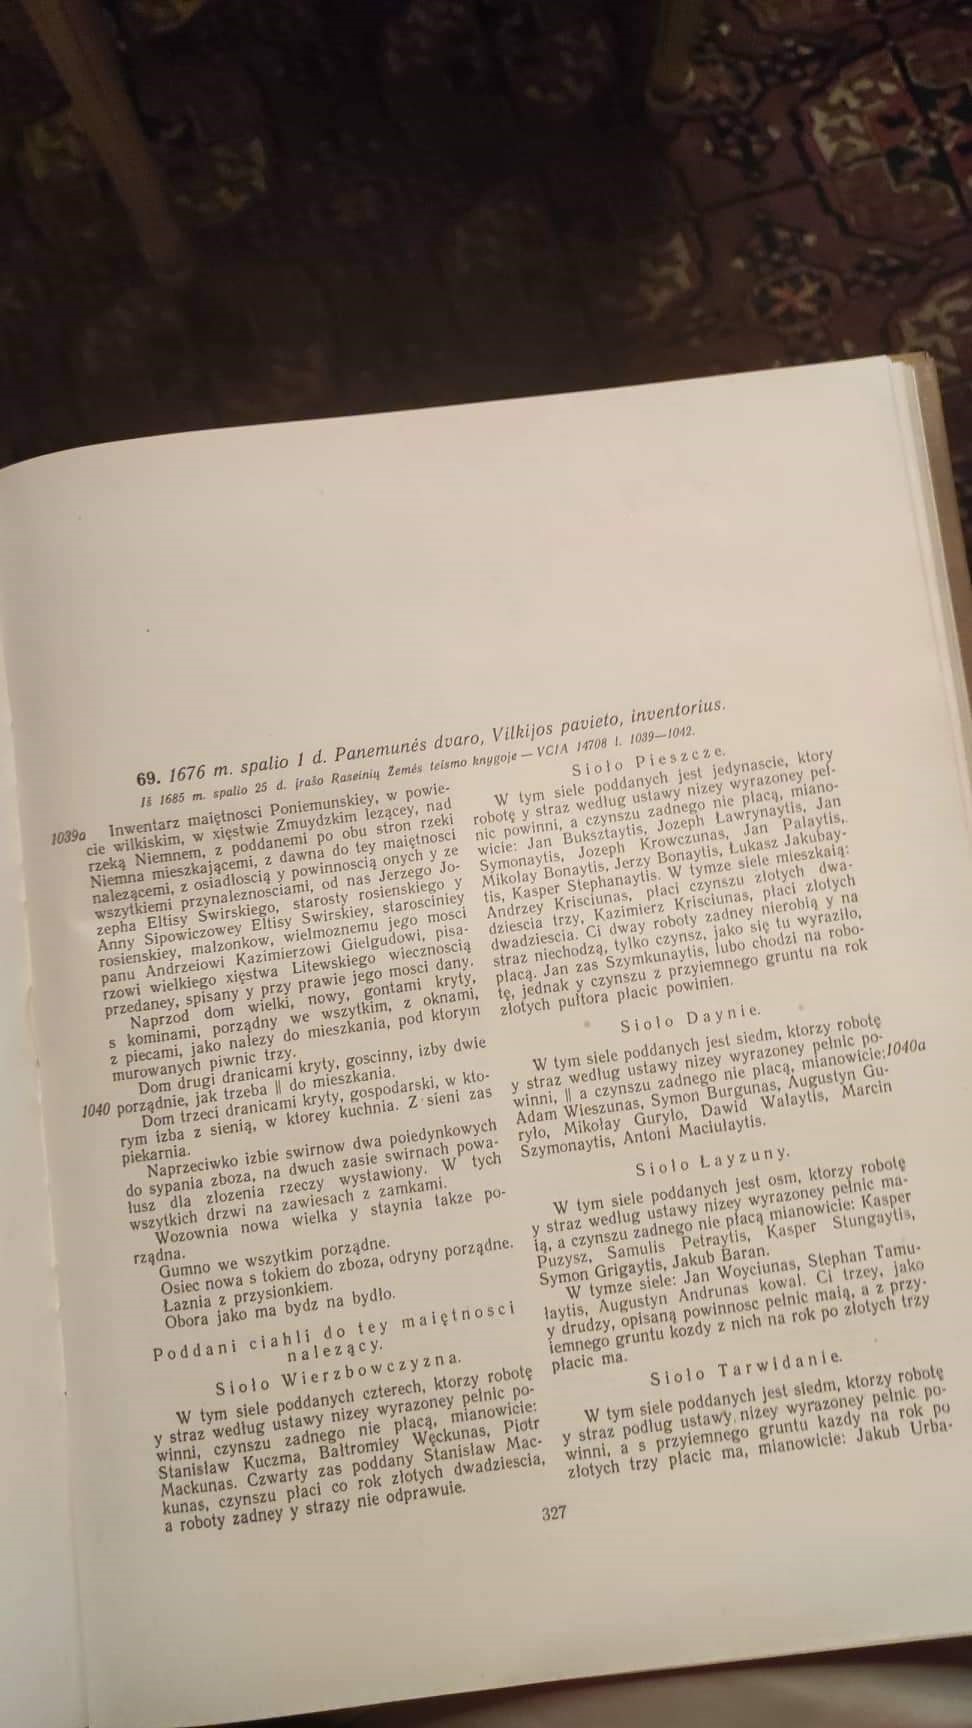 69. 1676 m. spalio 1 d. Panemunės dvaro, Vilkijos pavieto, inventorius.
Iš 1685 m. spalio 25 d. įrašo Raseinių Žemės teismo knygoje — VCIA 14708 l. 1039—1042.
1039a Inwentarz maiętnosci Poniemunskiey, w powie-
cie wilkiskim, w xięstwie Zmuydzkim lezącey, nad
rzeką Niemnem, z poddanemi po obu stron rzeki
Niemna mieszkającemi, z dawna do tey maiętnosci
nalezącemi, z osiadłoscią y powinnoscią onych y ze
wszytkiemi przynaleznosciami, od nas Jerzego Jo-
zepha Eltisy Swirskiego, starosty rosienskiego y
Anny Sipowiczowey Eltisy Swirskiey, starosciney
rosienskiey, malzonkow, wielmoznemu jego mosci
panu Andrzeiowi Kazimierzowi Gielgudowi, pisa-
rzowi wielkiego xięstwa Litewskiego wiecznoscią
przedaney, spisany y przy prawie jego mosci dany.
Naprzod dom wielki, nowy, gontami kryty,
s kominami, porządny we wszytkim, z oknami,
z piecami, jako nalezy do mieszkania, pod ktorym
murowanych piwnic trzy.
Dom drugi dranicami kryty, goscinny, izby dwie
1040 porządnie, jak trzeba || do mieszkania.
Dom trzeci dranicami kryty, gospodarski, w kto-
rym izba z sienią, w ktorey kuchnia. Z sieni zas
piekarnia.
Naprzeciwko izbie swirnow dwa poiedynkowych
do sypania zboza, na dwuch zasie swirnach powa-
łusz dla złozenia rzeczy wystawiony. W tych
wszytkich drzwi na zawiesach z zamkami.
Wozownia nowa wielka y staynia takze po-
rządna.
Gumno we wszytkim porządne.
Osiec nowa s tokiem do zboza, odryny porządne.
Łaznia z przysionkiem.
Obora jako ma bydz na bydło.
Poddani ciahli do tey maiętnosci
nalezący.
Sioło Wierzbowczyzna.
W tym siele poddanych czterech, ktorzy robotę
y straz według ustawy nizey wyrazoney pełnic po-
winni, czynszu zadnego nie płacą, mianowicie:
Stanisław Kuczma, Bałtromiey Węckunas, Piotr
Mackunas. Czwarty zas poddany Stanisław Mac-
kunas, czynszu płaci co rok złotych dwadziescia,
a roboty zadney y strazy nie odprawuie.
Sioło Pieszcze.
W tym siele poddanych jest jedynascie, ktory
robotę y straz według ustawy nizey wyrazoney peł-
nic powinni, a czynszu zadnego nie płacą, miano-
wicie: Jan Buksztaytis, Jozeph Ławrynaytis, Jan
Symonaytis, Jozeph Krowczunas, Jan Palaytis,
Mikolay Bonaytis, Jerzy Bonaytis, Łukasz Jakubay-
tis, Kasper Stephanaytis. W tymze siele mieszkaią:
Andrzey Krisciunas, płaci czynszu złotych dwa-
dziescia trzy, Kazimierz Krisciunas, płaci złotych
dwadziescia. Ci dway roboty zadney nierobią y na
straz niechodzą, tylko czynsz, jako się tu wyraziło,
płacą. Jan zas Szymkunaytis, lubo chodzi na robo-
tę, jednak y czynszu z przyiemnego gruntu na rok
złotych pułtora płacic powinien.
Sioło Daynie.
W tym siele poddanych jest siedm, ktorzy robotę
y straz według ustawy nizey wyrazoney pełnic po-
winni, || a czynszu zadnego nie płacą, mianowicie: 1040a
Adam Wieszunas, Symon Burgunas, Augustyn Gu-
ryło, Mikołay Guryło, Dawid Wałaytis, Marcin
Szymonaytis, Antoni Maciulaytis.
Sioło Łayzuny.
W tym siele poddanych jest osm, ktorzy robotę
y straz według ustawy nizey wyrazoney pełnic ma-
ią, a czynszu zadnego nie płacą mianowicie: Kasper
Puzysz, Samulis Petraytis, Kasper Stungaytis,
Symon Grigaytis, Jakub Baran.
W tymze siele: Jan Woyciunas, Stephan Tamu-
łaytis, Augustyn Andrunas kowal. Ci trzey, jako
y drudzy, opisaną powinnosc pełnic maią, a z przy-
iemnego gruntu kozdy z nich na rok po złotych trzy
płacic ma.
Sioło Tarwidanie.
W tym siele poddanych jest siedm, ktorzy robotę
y straz podług ustawy nizey wyrazoney pełnic po-
winni, a s przyiemnego gruntu kazdy na rok po
złotych trzy płacic ma, mianowicie: Jakub Urba-
327